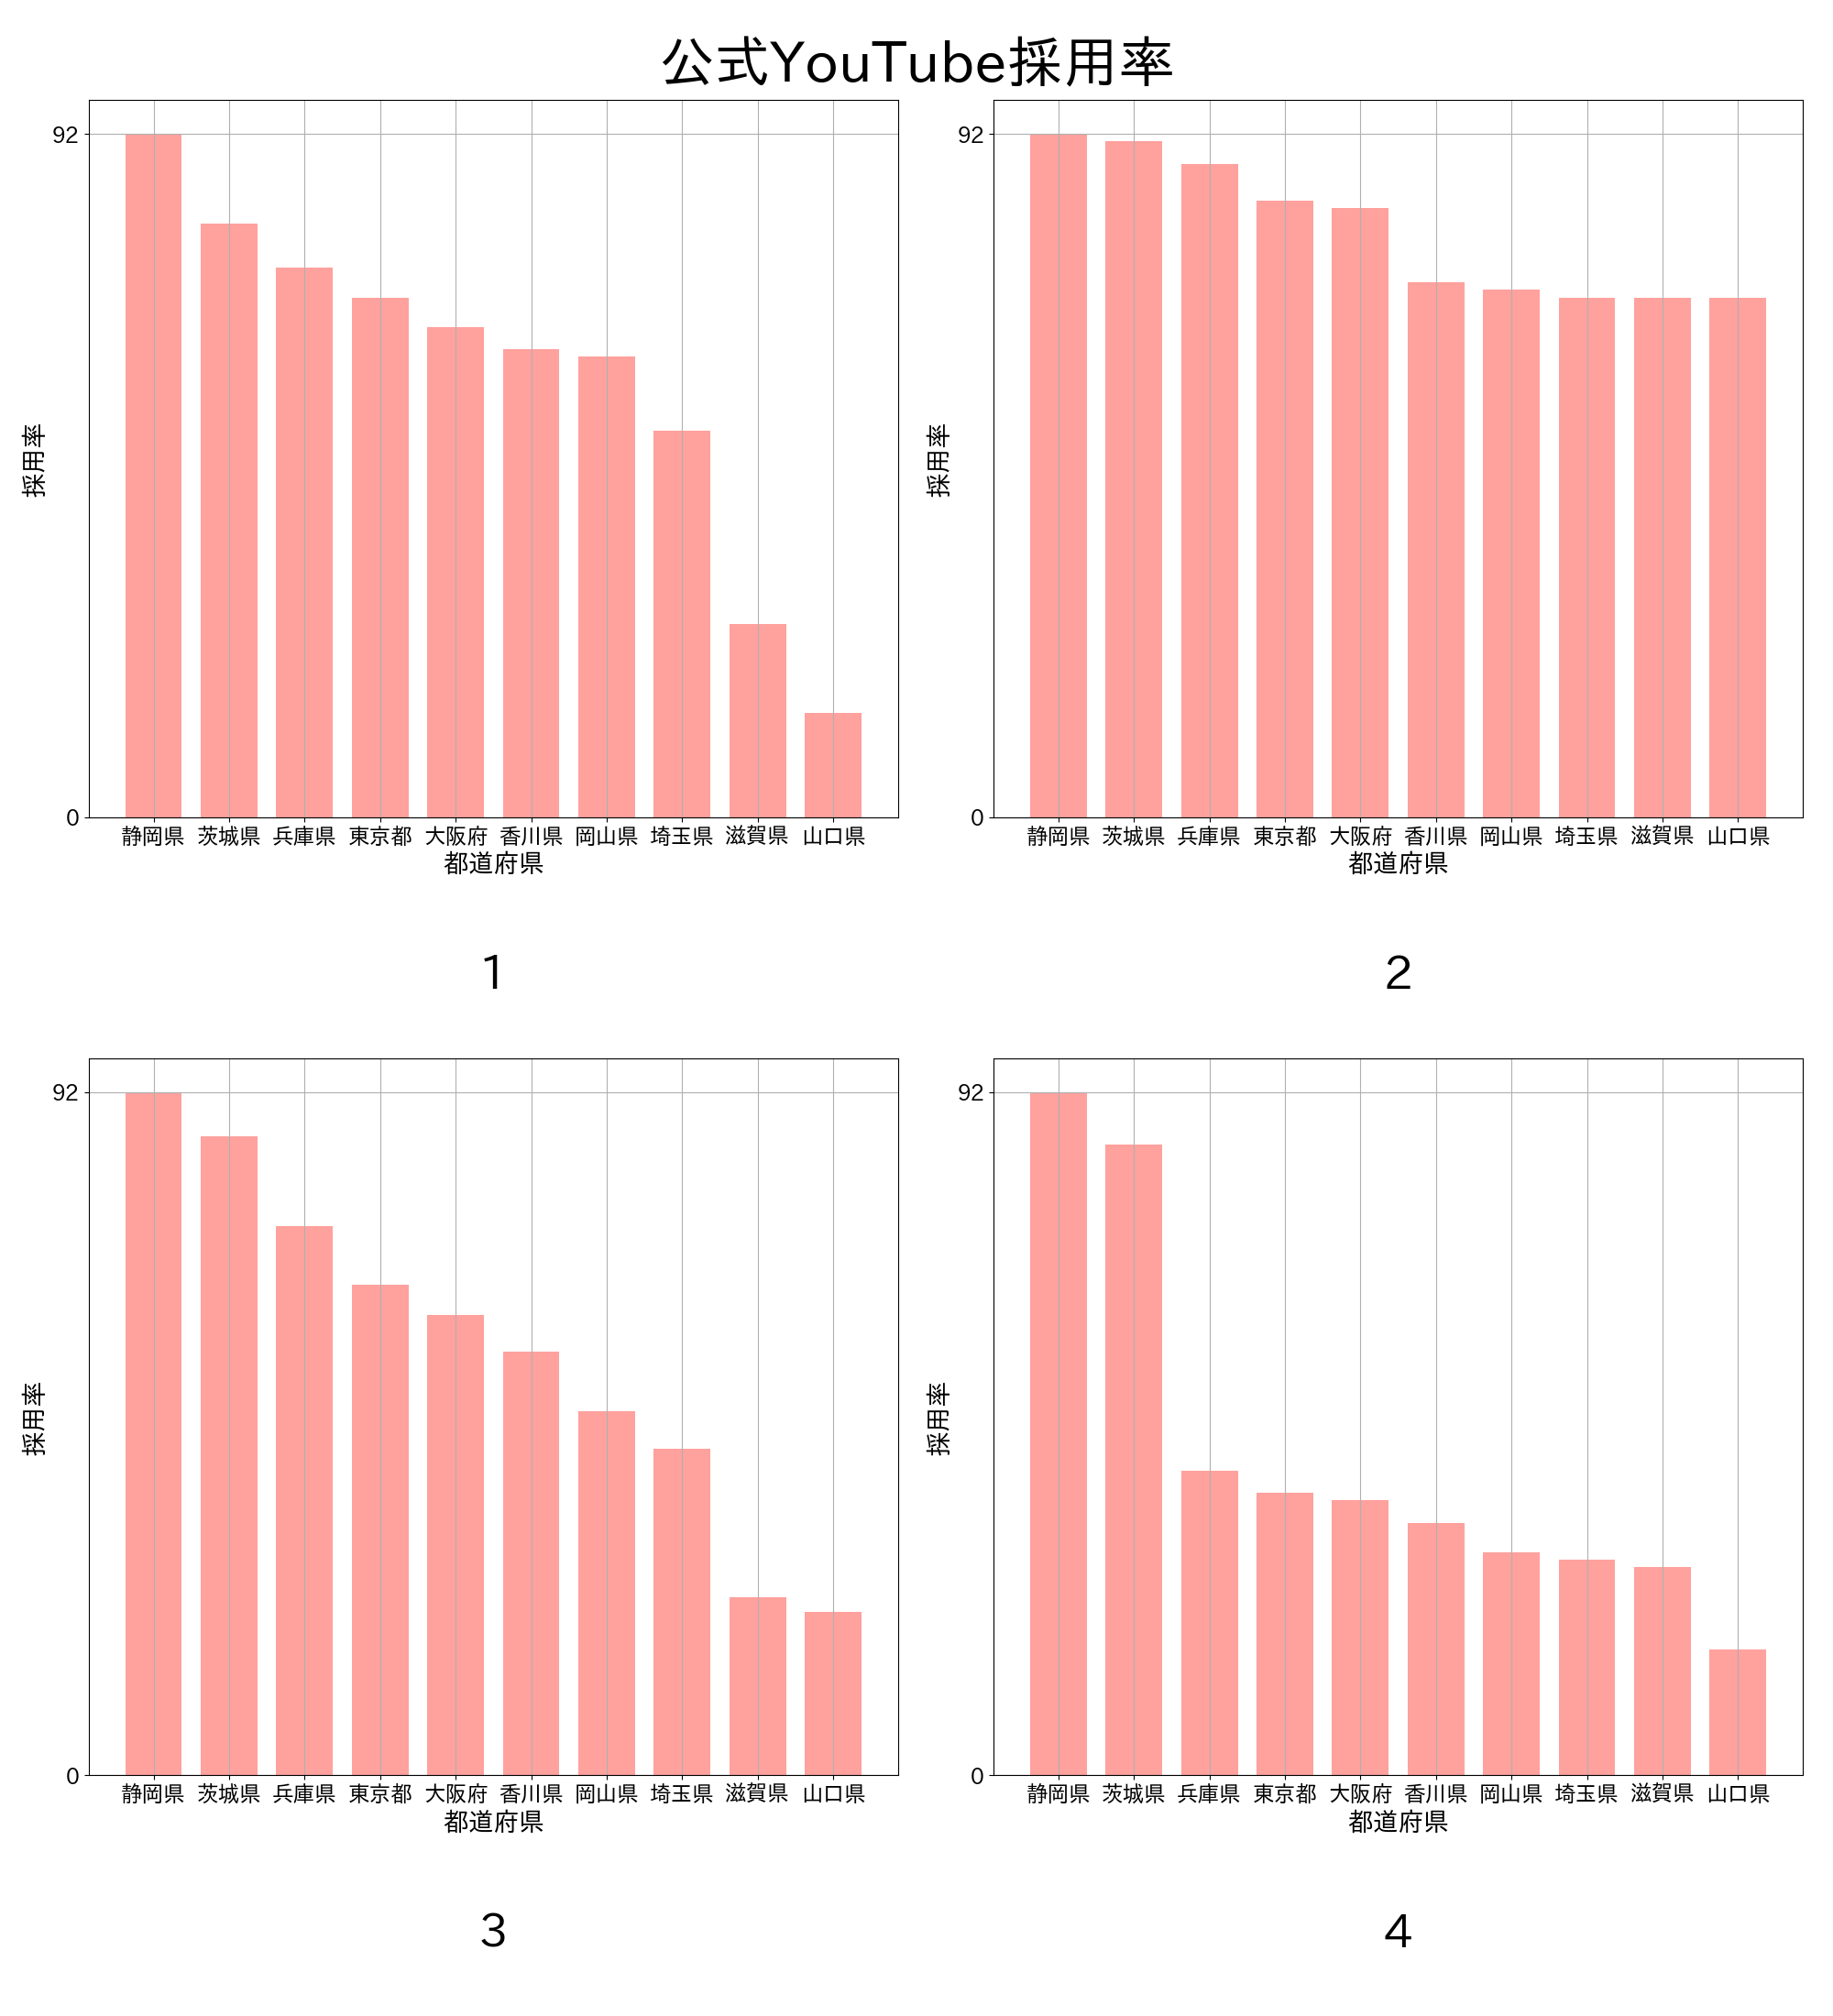 公式YouTube採用率
92
0
採用率
静岡県 茨城県 兵庫県 東京都 大阪府 香川県 岡山県 埼玉県 滋賀県 山口県
都道府県
1
92
0
採用率
静岡県 茨城県 兵庫県 東京都 大阪府 香川県 岡山県 埼玉県 滋賀県 山口県
都道府県
2
92
0
採用率
静岡県 茨城県 兵庫県 東京都 大阪府 香川県 岡山県 埼玉県 滋賀県 山口県
都道府県
3
92
0
採用率
静岡県 茨城県 兵庫県 東京都 大阪府 香川県 岡山県 埼玉県 滋賀県 山口県
都道府県
4